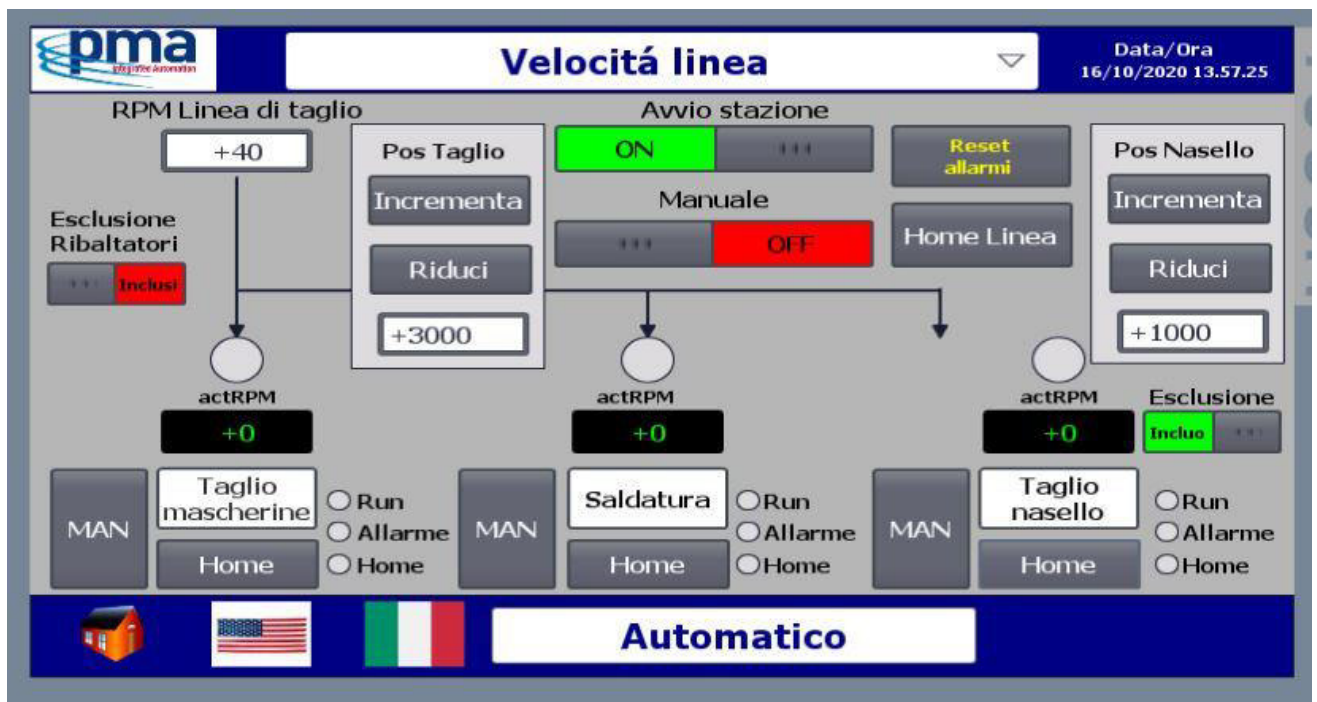 pma
Integrated Automation
Velocitá linea
Data/Ora
16/10/2020 13.57.25
RPM Linea di taglio
+40
Pos Taglio
Incrementa
Riduci
+3000
Avvio stazione
ON
Manuale
OFF
Reset
allarmi
Home Linea
Pos Nasello
Incrementa
Riduci
+1000
Esclusione
Ribaltatori
Inclusi
actRPM
+0
actRPM
+0
actRPM
+0
Esclusione
Incluo
MAN
Taglio
mascherine
Home
Run
Allarme
Home
MAN
Saldatura
Home
Run
Allarme
Home
MAN
Taglio
nasello
Home
Run
Allarme
Home
Automatico